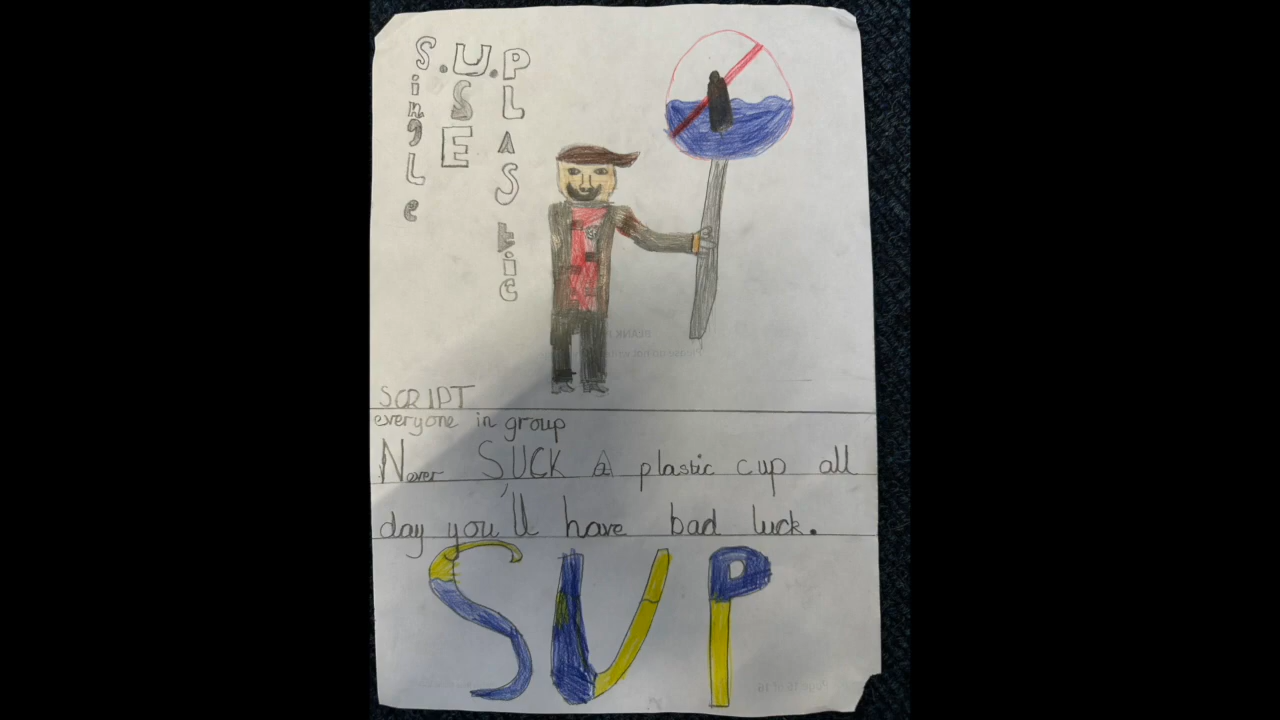 S.U.P
Single
USE
PLAStic
SCRIPT
everyone in group
Never SUCK a plastic cup all
day you'll have bad luck.
SUP